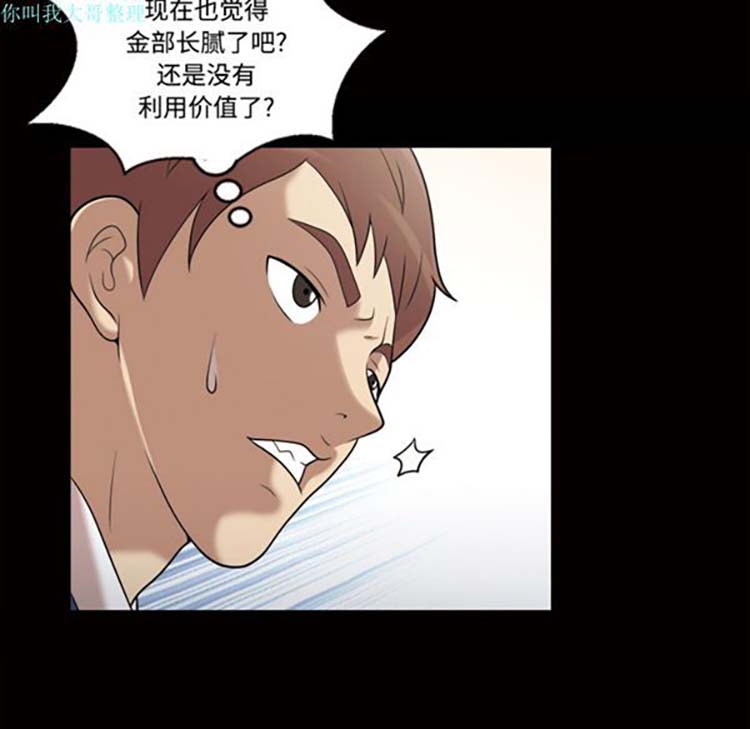 你叫我大哥整理
现在也觉得
金部长腻了吧?
还是没有
利用价值了?